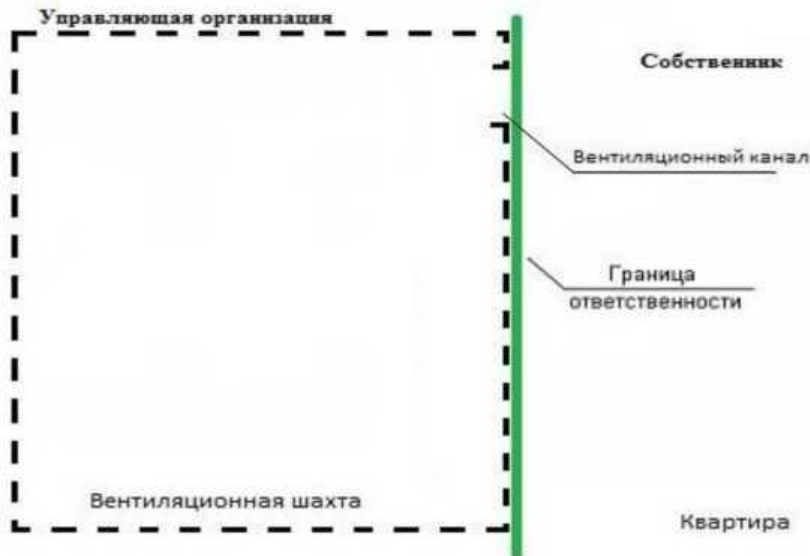 Управляющая организация
Собственник
Вентиляционный канал
Граница
ответственности
Вентиляционная шахта
Квартира